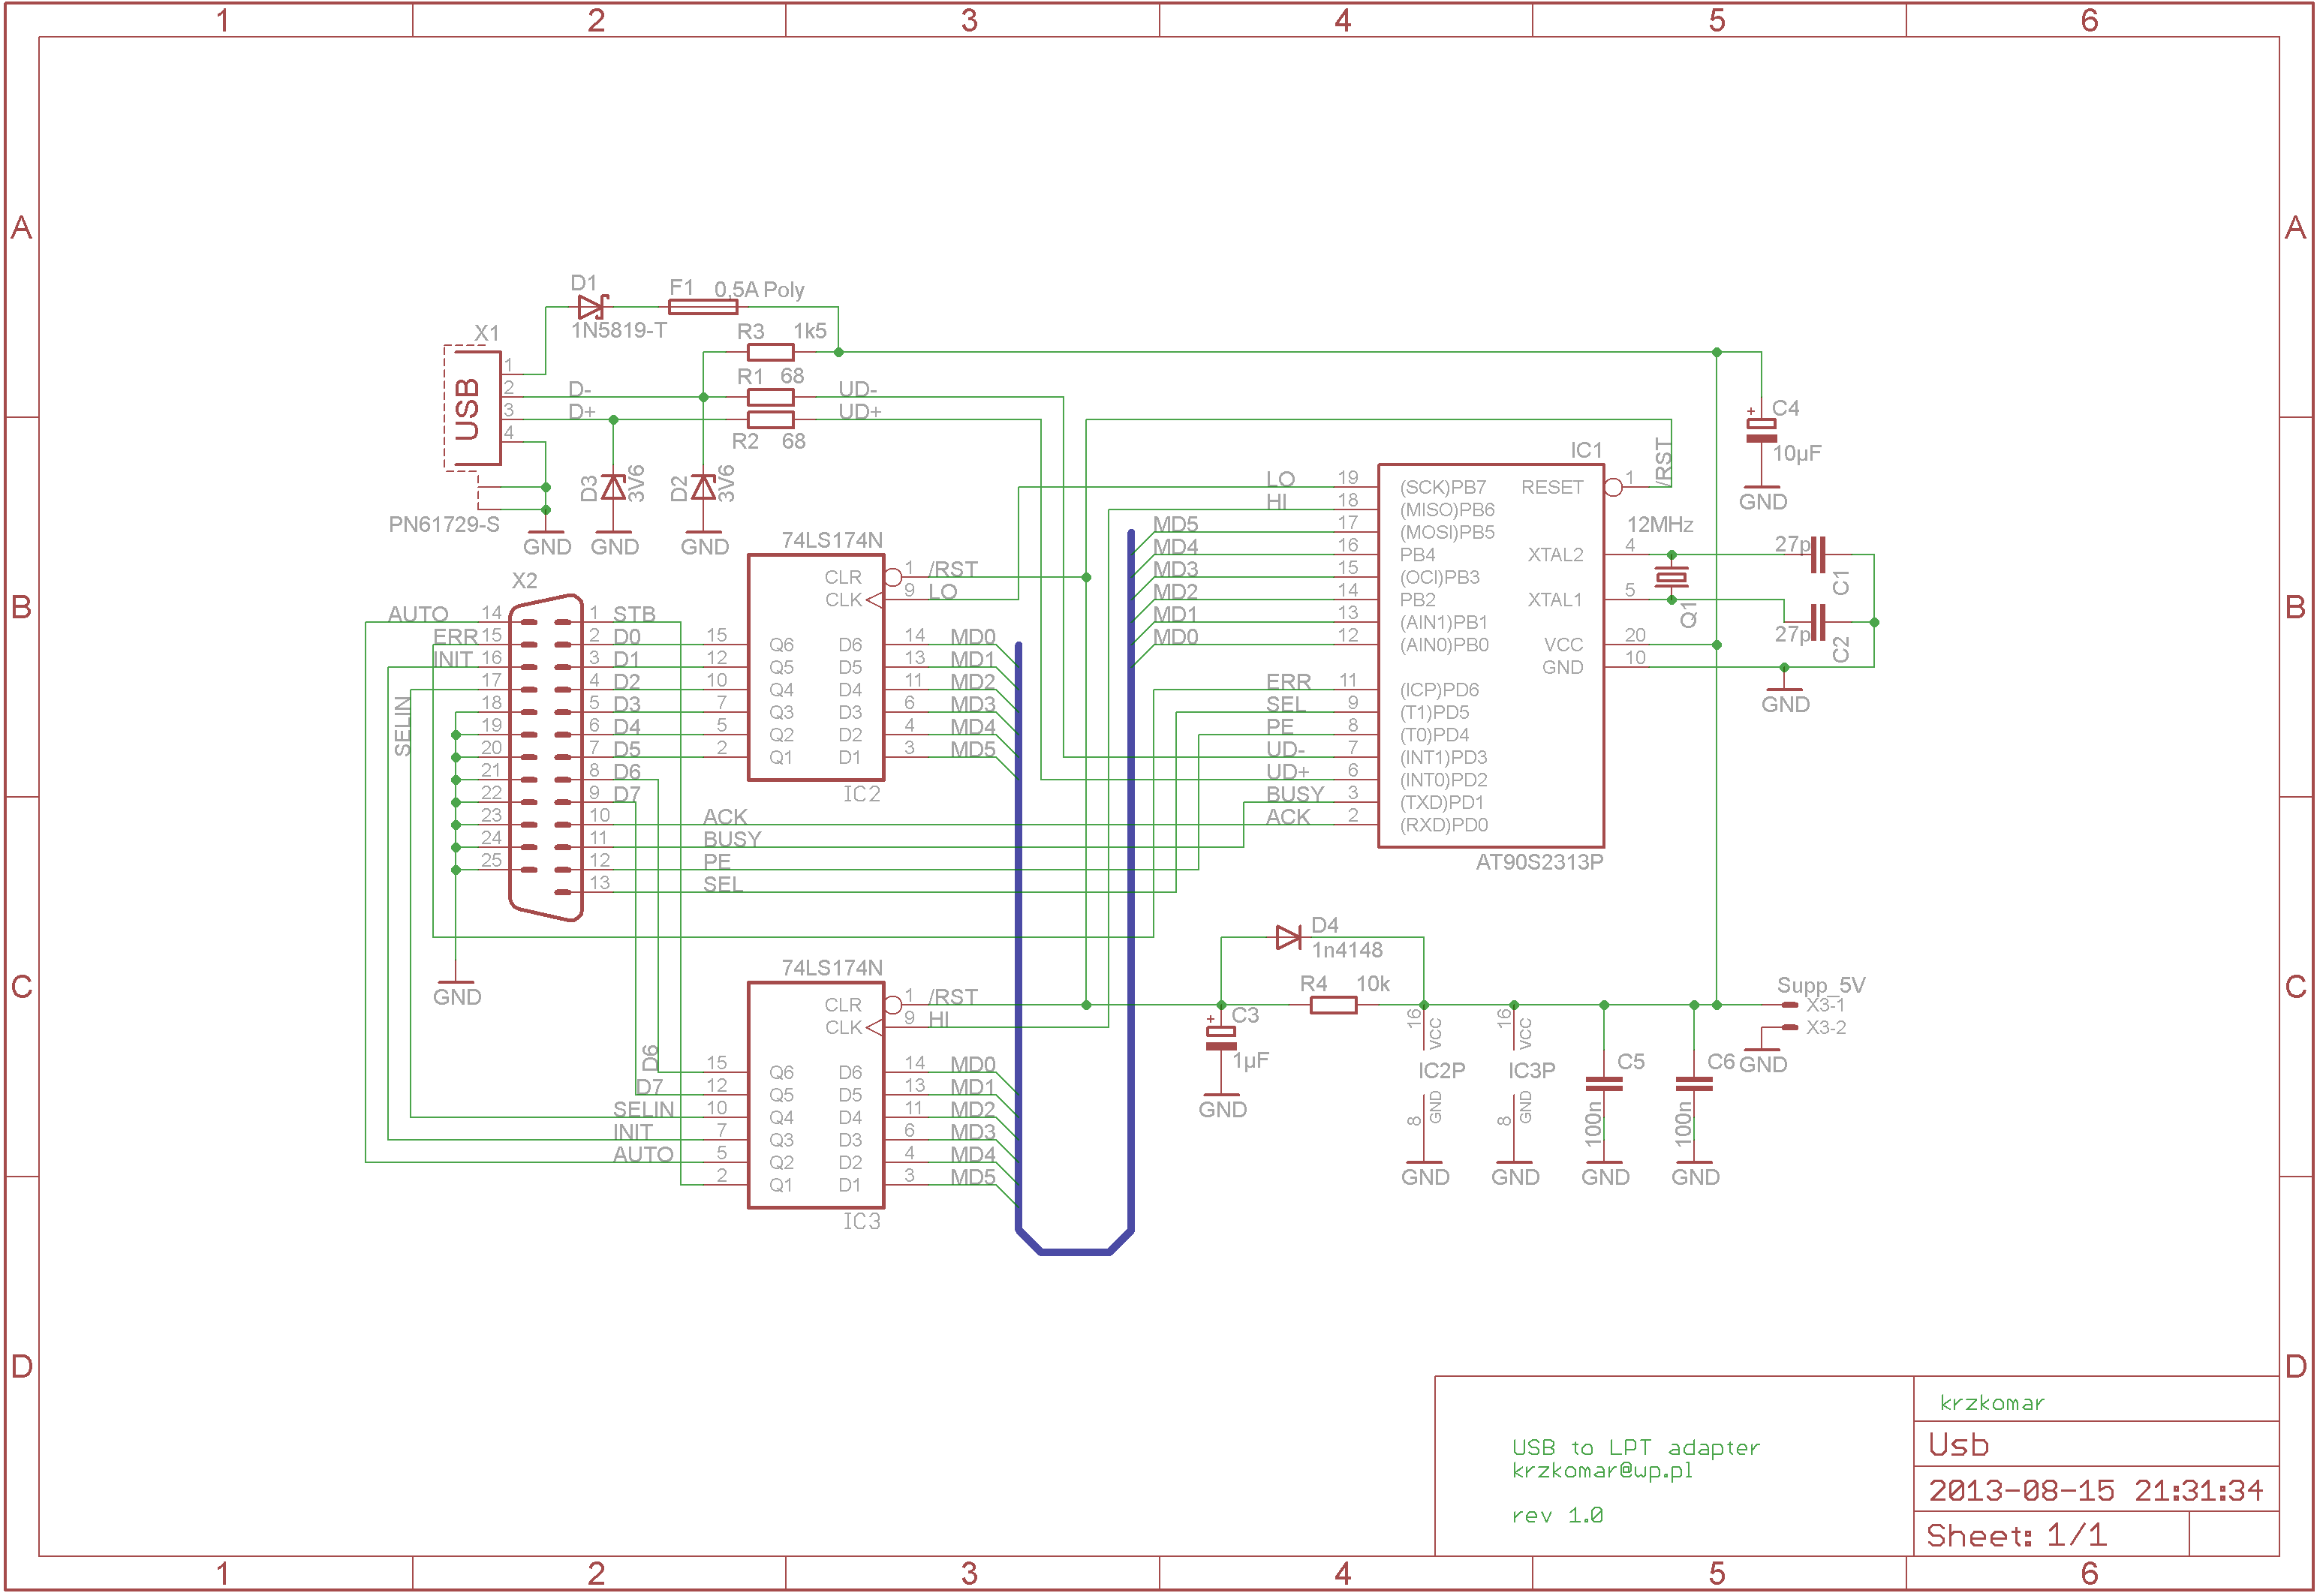 1 2 3 4 5 6
A A
B B
C C
D D
D1
1N5819-T
F1 0,5A Poly
R3 1k5
R1 68
R2 68
X1
USB
1
2
3
4
D-
D+
UD-
UD+
PN61729-S
GND
D3 3V6
GND
D2 3V6
GND
C4
+
10µF
GND
74LS174N
CLR 1 /RST
CLK 9 LO
15 Q6 D6 14 MD0
12 Q5 D5 13 MD1
10 Q4 D4 11 MD2
7 Q3 D3 6 MD3
5 Q2 D2 4 MD4
2 Q1 D1 3 MD5
IC2
X2
AUTO 14 1 STB
ERR 15 2 D0
INIT 16 3 D1
17 4 D2
SELIN
18 5 D3
19 6 D4
20 7 D5
21 8 D6
22 9 D7
23 10 ACK
24 11 BUSY
25 12 PE
13 SEL
GND
IC1
LO 19 (SCK)PB7 RESET 1 /RST
HI 18 (MISO)PB6
MD5 17 (MOSI)PB5
MD4 16 PB4 XTAL2 4
MD3 15 (OCI)PB3
MD2 14 PB2 XTAL1 5
MD1 13 (AIN1)PB1
MD0 12 (AIN0)PB0 VCC 20
GND 10
ERR 11 (ICP)PD6
SEL 9 (T1)PD5
PE 8 (T0)PD4
UD- 7 (INT1)PD3
UD+ 6 (INT0)PD2
BUSY 3 (TXD)PD1
ACK 2 (RXD)PD0
AT90S2313P
12MHz
Q1
27p C1
27p C2
GND
74LS174N
CLR 1 /RST
CLK 9 HI
D6 15 Q6 D6 14 MD0
D7 12 Q5 D5 13 MD1
SELIN 10 Q4 D4 11 MD2
INIT 7 Q3 D3 6 MD3
AUTO 5 Q2 D2 4 MD4
2 Q1 D1 3 MD5
IC3
D4
1n4148
R4 10k
C3
+
1µF
GND
16 VCC
IC2P
8 GND
GND
16 VCC
IC3P
8 GND
GND
C5
100n
GND
C6
100n
GND
Supp_5V
X3-1
X3-2
GND
USB to LPT adapter
krzkomar@wp.pl
rev 1.0
krzkomar
Usb
2013-08-15 21:31:34
Sheet: 1/1
1 2 3 4 5 6